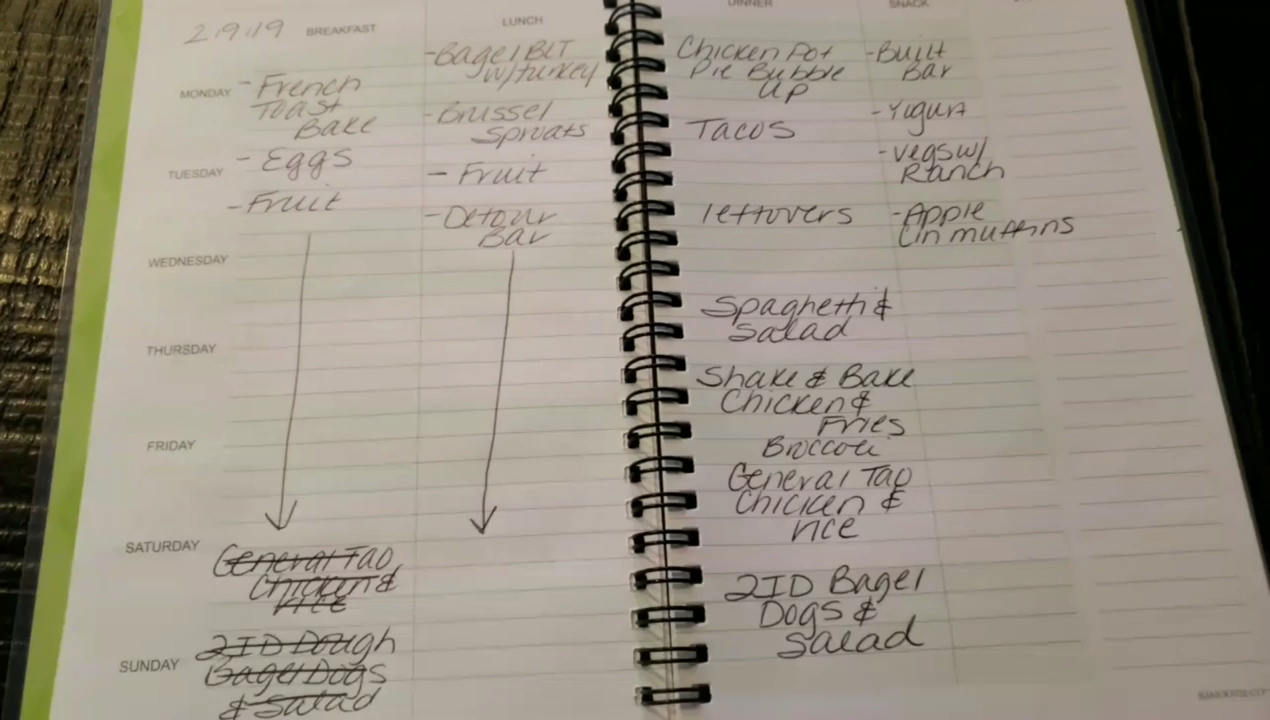 2.9.19
BREAKFAST
LUNCH
DINNER
SNACK
MONDAY
- French
Toast
Bake
- Eggs
- Fruit
- Bagel BLT
w/turkey
- Brussel
Sprouts
- Fruit
- Detour
Bar
Chicken Pot
Pie Bubble
Up
- Built
Bar
- Yogurt
- vegs w/
Ranch
- Apple
Cin muffins
TUESDAY
Tacos
WEDNESDAY
leftovers
THURSDAY
Spaghetti &
Salad
FRIDAY
Shake & Bake
Chicken &
Fries
Broccoli
SATURDAY
General Tao
Chicken &
Rice
General Tao
Chicken &
rice
SUNDAY
2ID Dough
Bagel Dogs
& Salad
2ID Bagel
Dogs &
Salad